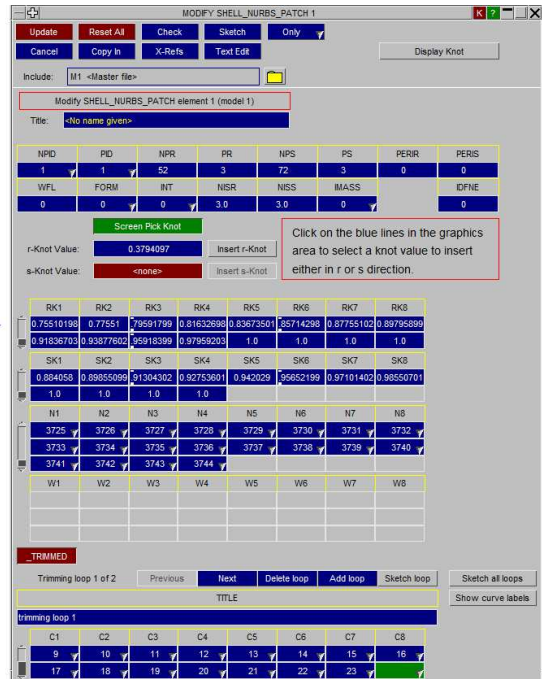 MODIFY SHELL_NURBS_PATCH 1
Update Reset All Check Sketch Only
Cancel Copy In X-Refs Text Edit Display Knot
Include: M1 <Master file>
Modify SHELL_NURBS_PATCH element 1 (model 1)
Title: <No name given>
NPID PID NPR PR NPS PS PERIR PERIS
1 1 52 3 72 3 0 0
WFL FORM INT NISR NISS IMASS IDFNE
0 0 0 3.0 3.0 0 0
Screen Pick Knot
r-Knot Value: 0.3794097 Insert r-Knot
s-Knot Value: <none> Insert s-Knot
Click on the blue lines in the graphics
area to select a knot value to insert
either in r or s direction.
RK1 RK2 RK3 RK4 RK5 RK6 RK7 RK8
0.75510198 0.77551 .79591799 0.81632698 0.83673501 .85714298 0.87755102 0.89795899
0.91836703 0.93877602 .95918399 0.97959203 1.0 1.0 1.0 1.0
SK1 SK2 SK3 SK4 SK5 SK6 SK7 SK8
0.884058 0.89855099 .91304302 0.92753601 0.942029 .95652199 0.97101402 0.98550701
1.0 1.0 1.0 1.0
N1 N2 N3 N4 N5 N6 N7 N8
3725 3726 3727 3728 3729 3730 3731 3732
3733 3734 3735 3736 3737 3738 3739 3740
3741 3742 3743 3744
W1 W2 W3 W4 W5 W6 W7 W8
_TRIMMED
Trimming loop 1 of 2 Previous Next Delete loop Add loop Sketch loop Sketch all loops
TITLE Show curve labels
trimming loop 1
C1 C2 C3 C4 C5 C6 C7 C8
9 10 11 12 13 14 15 16
17 18 19 20 21 22 23